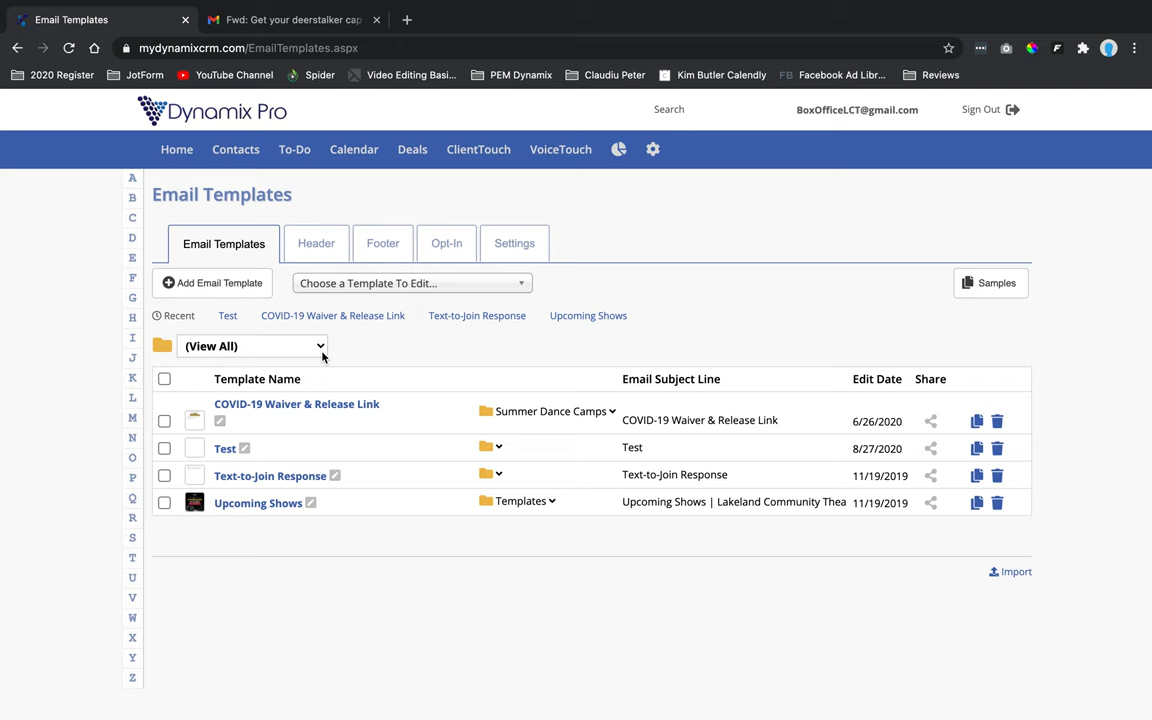 Email Templates
Fwd: Get your deerstalker cap
mydynamixcrm.com/EmailTemplates.aspx
2020 Register JotForm YouTube Channel Spider Video Editing Basi... PEM Dynamix Claudiu Peter Kim Butler Calendly FB Facebook Ad Libr... Reviews
Dynamix Pro Search BoxOfficeLCT@gmail.com Sign Out
Home Contacts To-Do Calendar Deals ClientTouch VoiceTouch
A
B
C
D
E
F
G
H
I
J
K
L
M
N
O
P
Q
R
S
T
U
V
W
X
Y
Z
Email Templates
Email Templates Header Footer Opt-In Settings
Add Email Template Choose a Template To Edit... Samples
Recent Test COVID-19 Waiver & Release Link Text-to-Join Response Upcoming Shows
(View All)
Template Name Email Subject Line Edit Date Share
COVID-19 Waiver & Release Link Summer Dance Camps COVID-19 Waiver & Release Link 6/26/2020
Test Test 8/27/2020
Text-to-Join Response Text-to-Join Response 11/19/2019
Upcoming Shows Templates Upcoming Shows | Lakeland Community Thea 11/19/2019
Import